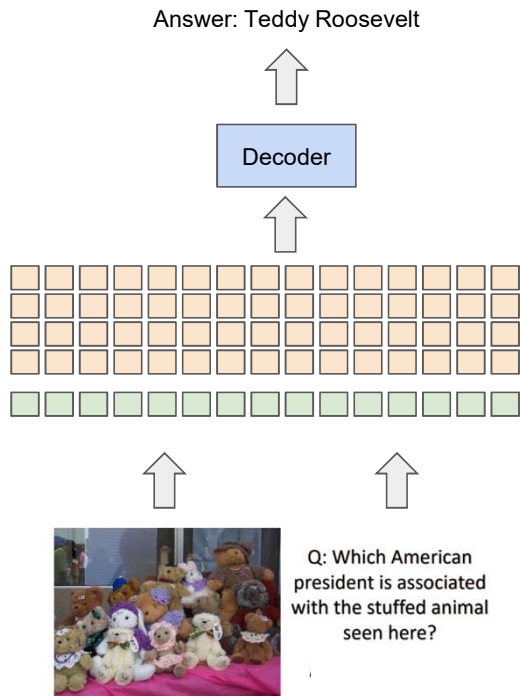 Answer: Teddy Roosevelt
Decoder
Q: Which American
president is associated
with the stuffed animal
seen here?